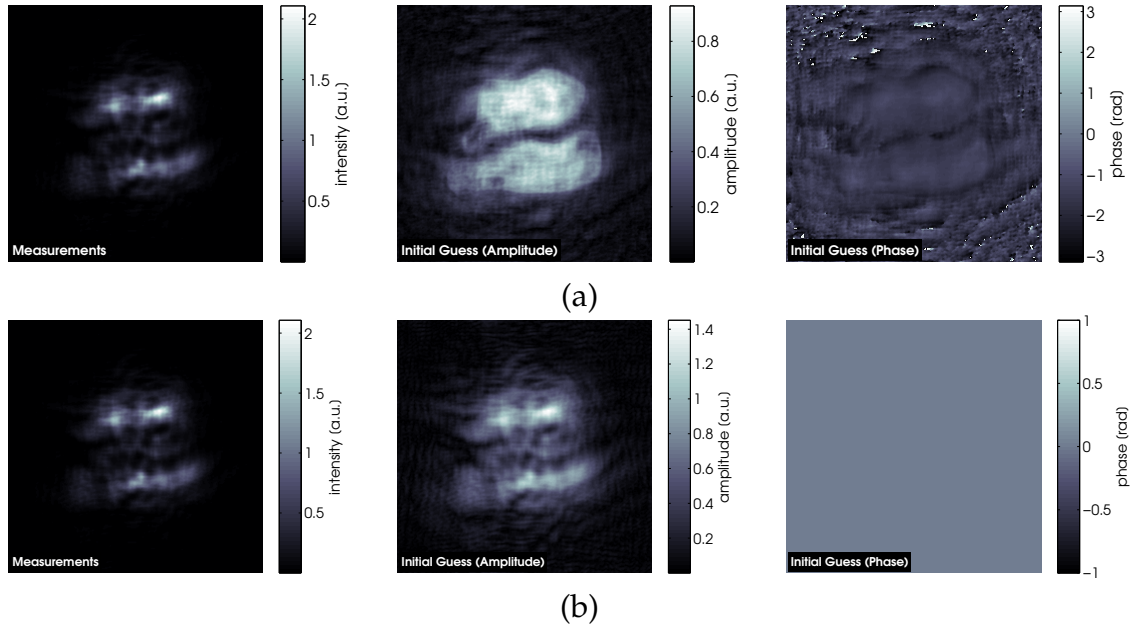 2
1.5
1
0.5
intensity (a.u.)
Measurements
0.8
0.6
0.4
0.2
amplitude (a.u.)
Initial Guess (Amplitude)
3
2
1
0
−1
−2
−3
phase (rad)
Initial Guess (Phase)
(a)
2
1.5
1
0.5
intensity (a.u.)
Measurements
1.4
1.2
1
0.8
0.6
0.4
0.2
amplitude (a.u.)
Initial Guess (Amplitude)
1
0.5
0
−0.5
−1
phase (rad)
Initial Guess (Phase)
(b)